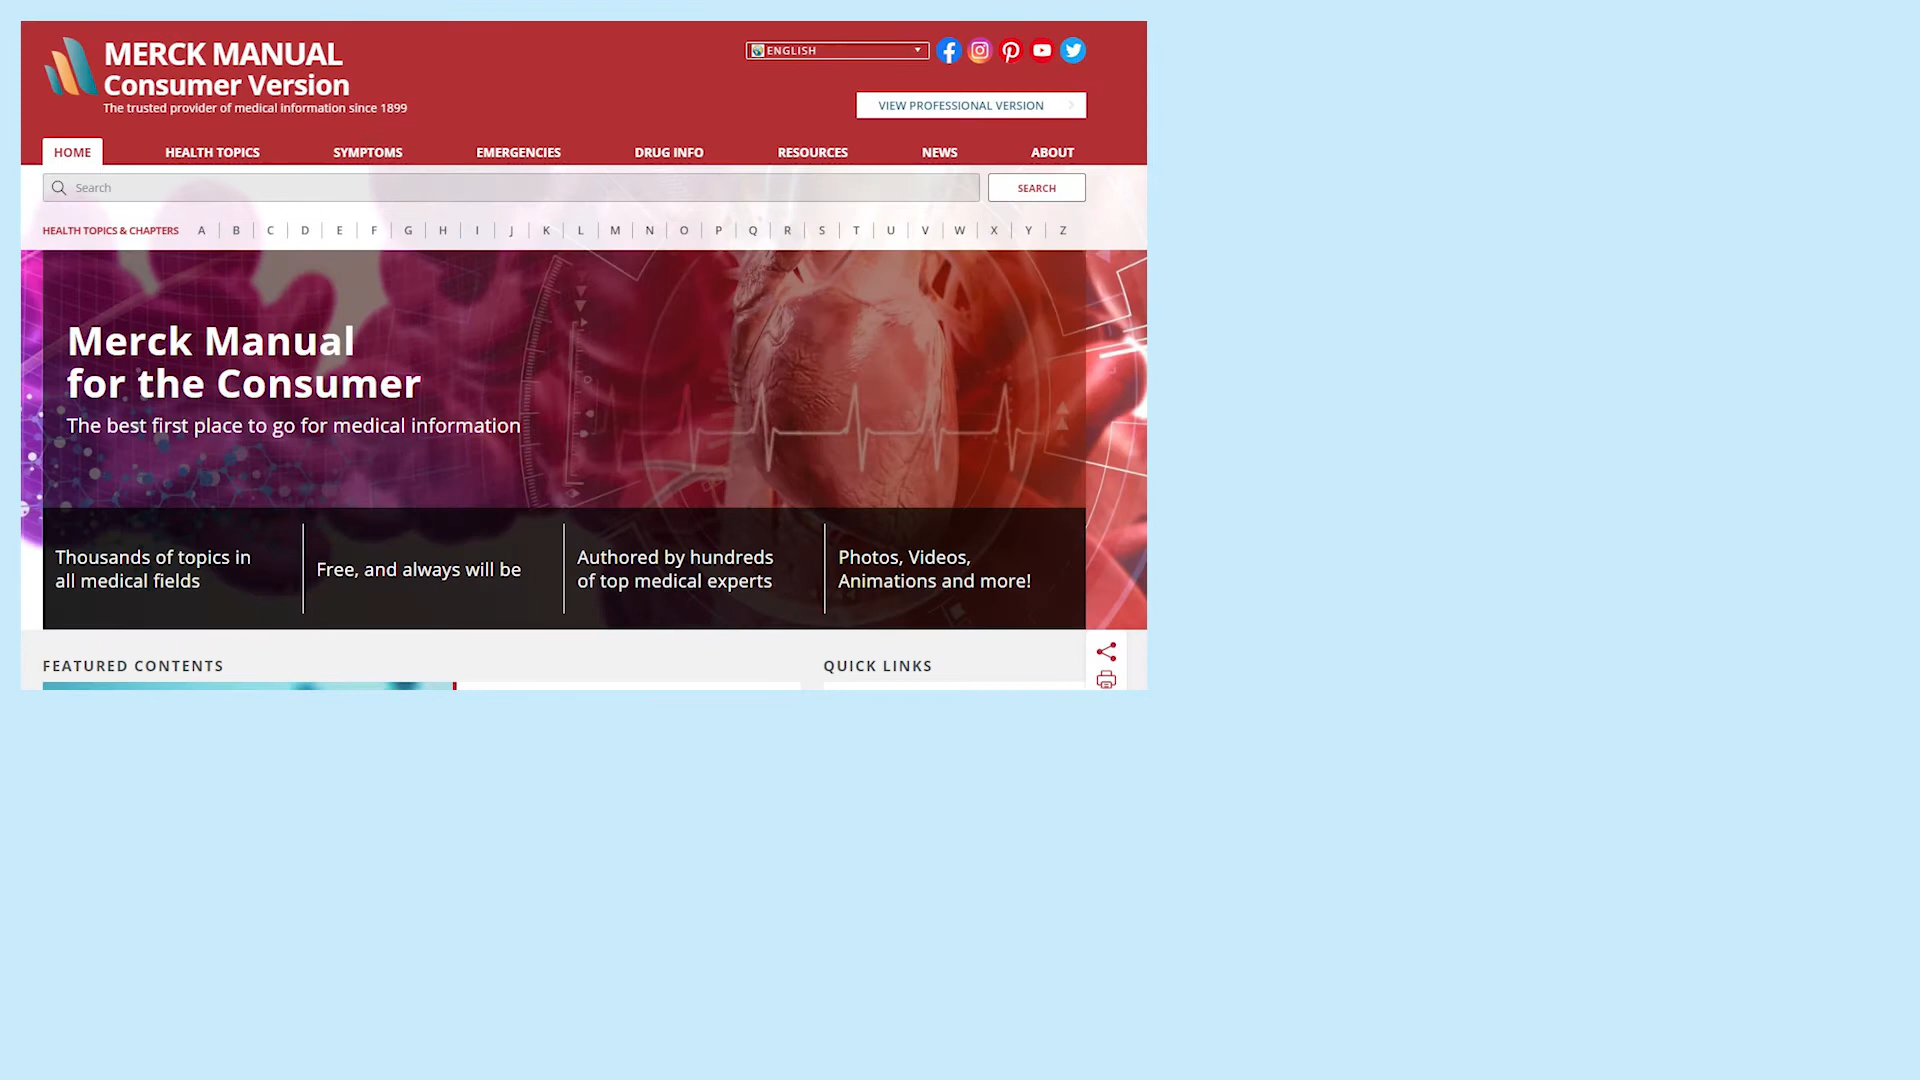 MERCK MANUAL
Consumer Version
The trusted provider of medical information since 1899
ENGLISH
VIEW PROFESSIONAL VERSION
HOME HEALTH TOPICS SYMPTOMS EMERGENCIES DRUG INFO RESOURCES NEWS ABOUT
Search SEARCH
HEALTH TOPICS & CHAPTERS A B C D E F G H I J K L M N O P Q R S T U V W X Y Z
Merck Manual
for the Consumer
The best first place to go for medical information
Thousands of topics in
all medical fields
Free, and always will be
Authored by hundreds
of top medical experts
Photos, Videos,
Animations and more!
FEATURED CONTENTS
QUICK LINKS